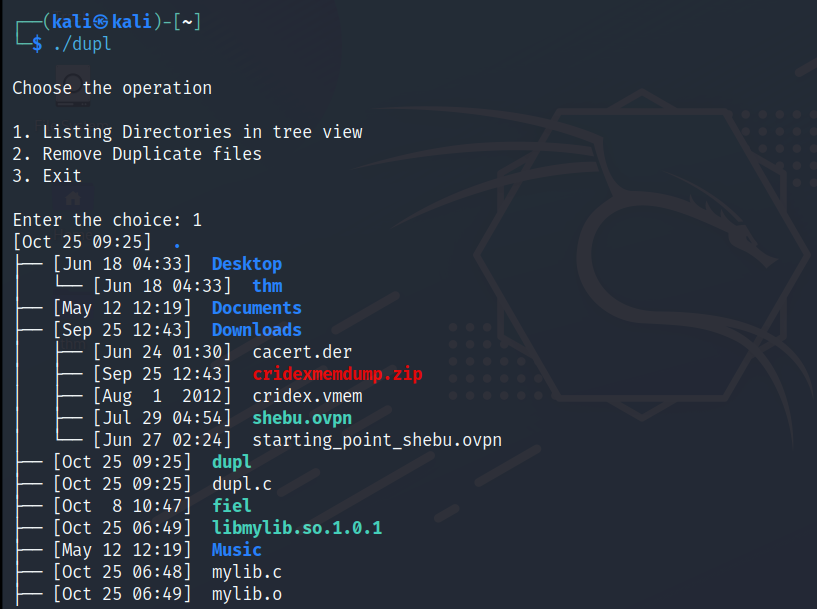 ┌──(kali㉿kali)-[~]
└─$ ./dupl
Choose the operation
1. Listing Directories in tree view
2. Remove Duplicate files
3. Exit
Enter the choice: 1
[Oct 25 09:25]  .
├── [Jun 18 04:33]  Desktop
│   └── [Jun 18 04:33]  thm
├── [May 12 12:19]  Documents
├── [Sep 25 12:43]  Downloads
│   ├── [Jun 24 01:30]  cacert.der
│   ├── [Sep 25 12:43]  cridexmemdump.zip
│   ├── [Aug  1  2012]  cridex.vmem
│   ├── [Jul 29 04:54]  shebu.ovpn
│   └── [Jun 27 02:24]  starting_point_shebu.ovpn
├── [Oct 25 09:25]  dupl
├── [Oct 25 09:25]  dupl.c
├── [Oct  8 10:47]  fiel
├── [Oct 25 06:49]  libmylib.so.1.0.1
├── [May 12 12:19]  Music
├── [Oct 25 06:48]  mylib.c
├── [Oct 25 06:49]  mylib.o